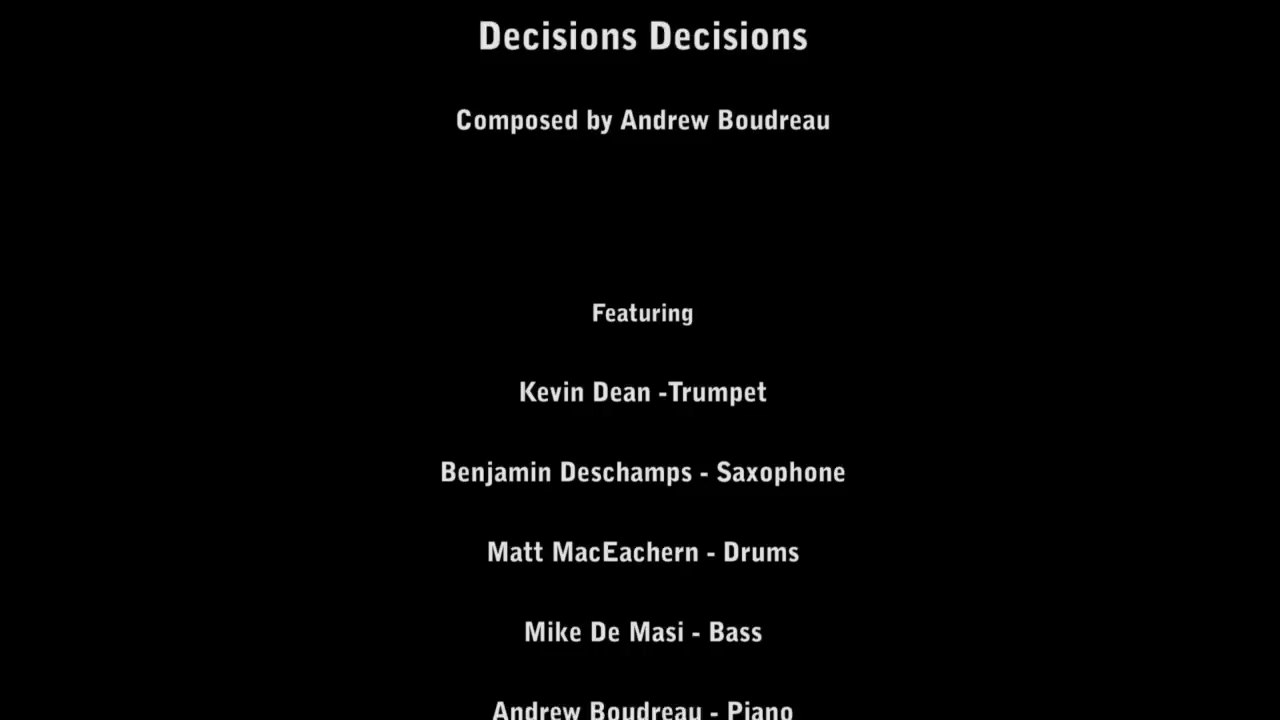 Decisions Decisions
Composed by Andrew Boudreau
Featuring
Kevin Dean -Trumpet
Benjamin Deschamps - Saxophone
Matt MacEachern - Drums
Mike De Masi - Bass
Andrew Boudreau - Piano